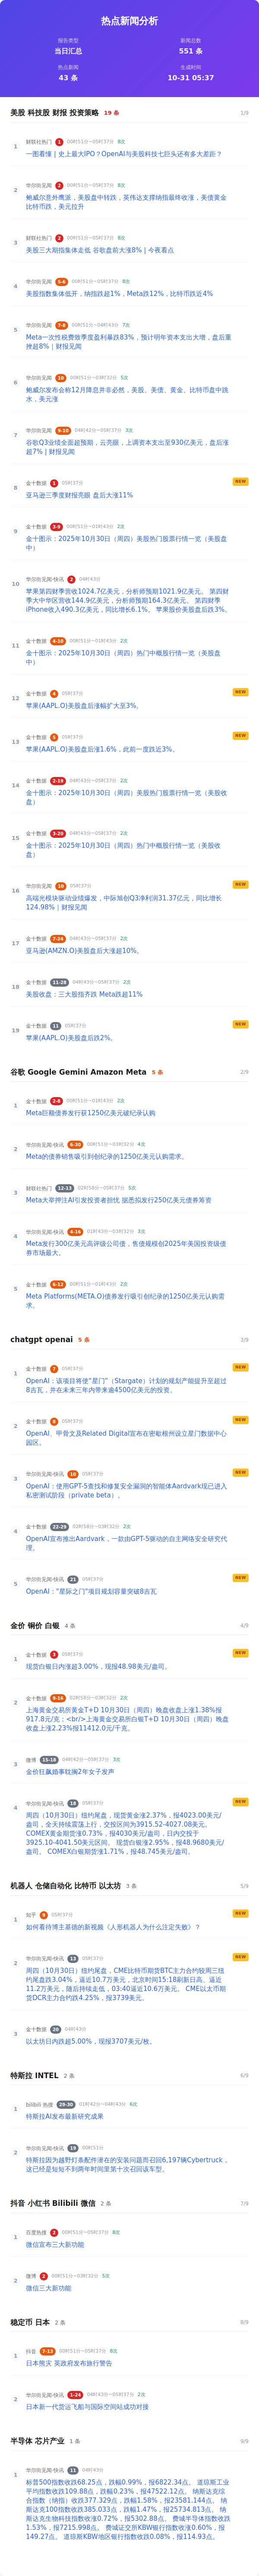 热点新闻分析
报告类型
当日汇总
新闻总数
551 条
热点新闻
43 条
生成时间
10-31 05:37
美股 科技股 财报 投资策略 19 条 1/9
1 财联社热门 1 00时51分~05时37分 8次
一图看懂 | 史上最大IPO？OpenAI与美股科技七巨头还有多大差距？
2 华尔街见闻 2 00时51分~05时37分 8次
鲍威尔意外鹰派，美股盘中转跌，英伟达支撑纳指最终收涨，美债黄金
比特币跌，美元拉升
3 财联社热门 2 00时51分~05时37分 8次
美股三大期指集体走低 谷歌盘前大涨8% | 今夜看点
4 华尔街见闻 5-6 00时51分~05时37分 8次
美股指数集体低开，纳指跌超1%，Meta跌12%，比特币跌近4%
5 华尔街见闻 7-8 00时51分~04时43分 7次
Meta一次性税费致季度盈利暴跌83%，预计明年资本支出大增，盘后重
挫超8% | 财报见闻
6 华尔街见闻 10 00时51分~03时32分 5次
鲍威尔发布会称12月降息并非必然，美股、美债、黄金、比特币盘中跳
水，美元涨
7 华尔街见闻 9-10 04时42分~05时37分 3次
谷歌Q3业绩全面超预期，云亮眼，上调资本支出至930亿美元，盘后涨
超7% | 财报见闻
8 金十数据 1 05时37分 NEW
亚马逊三季度财报亮眼 盘后大涨11%
9 金十数据 3-9 00时51分~01时43分 2次
金十图示：2025年10月30日（周四）美股热门股票行情一览（美股盘
中）
10 华尔街见闻-快讯 2 04时43分
苹果第四财季营收1024.7亿美元，分析师预期1021.9亿美元。 第四财
季大中华区营收144.9亿美元，分析师预期164.3亿美元。 第四财季
iPhone收入490.3亿美元，同比增长6.1%。 苹果股价美股盘后跌3%。
11 金十数据 4-10 00时51分~01时43分 2次
金十图示：2025年10月30日（周四）热门中概股行情一览（美股盘
中）
12 金十数据 4 05时37分 NEW
苹果(AAPL.O)美股盘后涨幅扩大至3%。
13 金十数据 5 05时37分 NEW
苹果(AAPL.O)美股盘后涨1.6%，此前一度跌近3%。
14 金十数据 2-19 04时43分~05时37分 2次
金十图示：2025年10月30日（周四）美股热门股票行情一览（美股收
盘）
15 金十数据 3-20 04时43分~05时37分 2次
金十图示：2025年10月30日（周四）热门中概股行情一览（美股收
盘）
16 华尔街见闻 10 05时37分 NEW
高端光模块驱动业绩爆发，中际旭创Q3净利润31.37亿元，同比增长
124.98% | 财报见闻
17 金十数据 7-24 04时43分~05时37分 2次
亚马逊(AMZN.O)美股盘后大涨超10%。
18 金十数据 11-28 04时43分~05时37分 2次
美股收盘：三大股指齐跌 Meta跌超11%
19 金十数据 11 05时37分 NEW
苹果(AAPL.O)美股盘后跌2%。
谷歌 Google Gemini Amazon Meta 5 条 2/9
1 金十数据 2-8 00时51分~01时43分 2次
Meta巨额债券发行获1250亿美元破纪录认购
2 华尔街见闻-快讯 6-30 00时51分~03时32分 4次
Meta的债券销售吸引到创纪录的1250亿美元认购需求。
3 财联社热门 12-13 02时58分~05时37分 5次
Meta大举押注AI引发投资者担忧 据悉拟发行250亿美元债券筹资
4 华尔街见闻-快讯 4-16 01时43分~03时32分 3次
Meta发行300亿美元高评级公司债，售债规模创2025年美国投资级债
券市场最大。
5 金十数据 6-12 00时51分~01时43分 2次
Meta Platforms(META.O)债券发行吸引创纪录的1250亿美元认购需
求。
chatgpt openai 5 条 3/9
1 金十数据 7 05时37分 NEW
OpenAI：该项目将使"星门"（Stargate）计划的规划产能提升至超过
8吉瓦，并在未来三年内带来逾4500亿美元的投资。
2 金十数据 8 05时37分 NEW
OpenAI、甲骨文及Related Digital宣布在密歇根州设立星门数据中心
园区。
3 华尔街见闻-快讯 19 05时37分 NEW
OpenAI：使用GPT-5查找和修复安全漏洞的智能体Aardvark现已进入
私密测试阶段（private beta）。
4 金十数据 22-29 02时58分~03时32分 2次
OpenAI宣布推出Aardvark，一款由GPT-5驱动的自主网络安全研究代
理。
5 华尔街见闻-快讯 21 05时37分 NEW
OpenAI："星际之门"项目规划容量突破8吉瓦
金价 铜价 白银 4 条 4/9
1 金十数据 3 05时37分 NEW
现货白银日内涨超3.00%，现报48.98美元/盎司。
2 金十数据 9-16 02时58分~03时32分 2次
上海黄金交易所黄金T+D 10月30日（周四）晚盘收盘上涨1.38%报
917.8元/克；<br/>上海黄金交易所白银T+D 10月30日（周四）晚盘
收盘上涨2.23%报11412.0元/千克。
3 微博 15-18 04时42分~05时37分 3次
金价狂飙婚事耽搁2年女子发声
4 华尔街见闻-快讯 18 05时37分 NEW
周四（10月30日）纽约尾盘，现货黄金涨2.37%，报4023.00美元/
盎司，全天持续震荡上行，交投区间为3915.52-4027.08美元。
COMEX黄金期货涨0.73%，报4030美元/盎司，日内交投于
3925.10-4041.50美元区间。 现货白银涨2.95%，报48.9680美元/
盎司。 COMEX白银期货涨1.71%，报48.745美元/盎司。
机器人 仓储自动化 比特币 以太坊 3 条 5/9
1 知乎 9 05时37分 NEW
如何看待博主基德的新视频《人形机器人为什么注定失败》？
2 华尔街见闻-快讯 13 05时37分 NEW
周四（10月30日）纽约尾盘，CME比特币期货BTC主力合约较周三纽
约尾盘跌3.04%，逼近10.7万美元，北京时间15:18刷新日高、逼近
11.2万美元，随后持续走低，03:40逼近10.6万美元。 CME以太币期
货DCR主力合约跌4.25%，报3739美元。
3 金十数据 20 04时43分
以太坊日内跌超5.00%，现报3707美元/枚。
特斯拉 INTEL 2 条 6/9
1 bilibili 热搜 29-30 01时42分~04时43分 6次
特斯拉AI发布最新研究成果
2 华尔街见闻-快讯 19 00时51分
特斯拉因为越野灯条配件潜在的安装问题而召回6,197辆Cybertruck，
这已经是短短不到两年时间里第十次召回该车型。
抖音 小红书 Bilibili 微信 2 条 7/9
1 百度热搜 2 00时51分~05时37分 8次
微信宣布三大新功能
2 微博 2 00时51分~03时32分 5次
微信三大新功能
稳定币 日本 2 条 8/9
1 抖音 7-13 00时51分~05时37分 8次
日本熊灾 英政府发布旅行警告
2 华尔街见闻-快讯 1-24 04时43分~05时37分 2次
日本新一代货运飞船与国际空间站成功对接
半导体 芯片产业 1 条 9/9
1 华尔街见闻-快讯 11 04时43分
标普500指数收跌68.25点，跌幅0.99%，报6822.34点。 道琼斯工业
平均指数收跌109.88点，跌幅0.23%，报47522.12点。 纳斯达克综
合指数（纳指）收跌377.329点，跌幅1.58%，报23581.144点。 纳
斯达克100指数收跌385.033点，跌幅1.47%，报25734.813点。 纳
斯达克生物科技指数收涨0.72%，报5302.88点。 费城半导体指数收跌
1.53%，报7215.998点。 费城证交所KBW银行指数收涨0.60%，报
149.27点。 道琼斯KBW地区银行指数收跌0.08%，报114.93点。